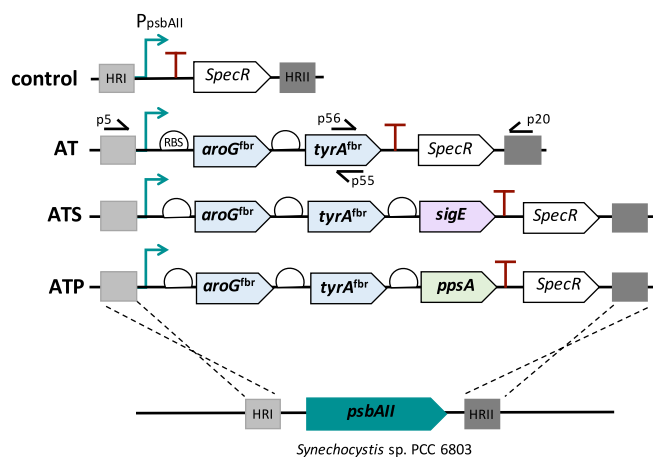 PpsbAII
control HRI SpecR HRII
p5 p56 p20
AT RBS aroGfbr tyrAfbr SpecR
p55
ATS aroGfbr tyrAfbr sigE SpecR
ATP aroGfbr tyrAfbr ppsA SpecR
HRI psbAII HRII
Synechocystis sp. PCC 6803